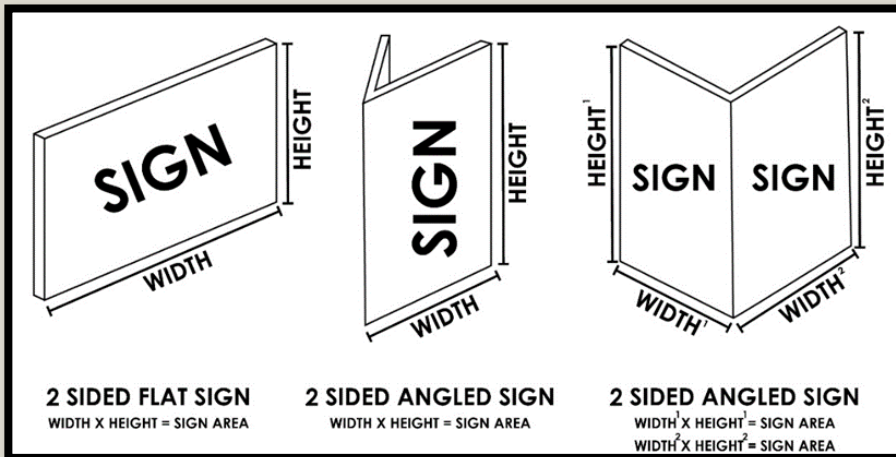 SIGN
HEIGHT
WIDTH
2 SIDED FLAT SIGN
WIDTH X HEIGHT = SIGN AREA
SIGN
HEIGHT
WIDTH
2 SIDED ANGLED SIGN
WIDTH X HEIGHT = SIGN AREA
HEIGHT¹
SIGN
SIGN
HEIGHT²
WIDTH¹
WIDTH²
2 SIDED ANGLED SIGN
WIDTH¹ X HEIGHT¹ = SIGN AREA
WIDTH² X HEIGHT² = SIGN AREA